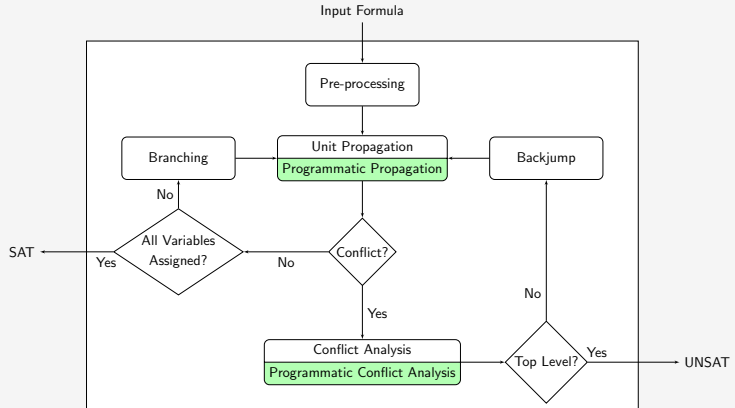 Input Formula
Pre-processing
Unit Propagation
Programmatic Propagation
Branching
Backjump
No
All Variables
Assigned?
SAT
Yes
No
Conflict?
Yes
Conflict Analysis
Programmatic Conflict Analysis
No
Top Level?
Yes
UNSAT